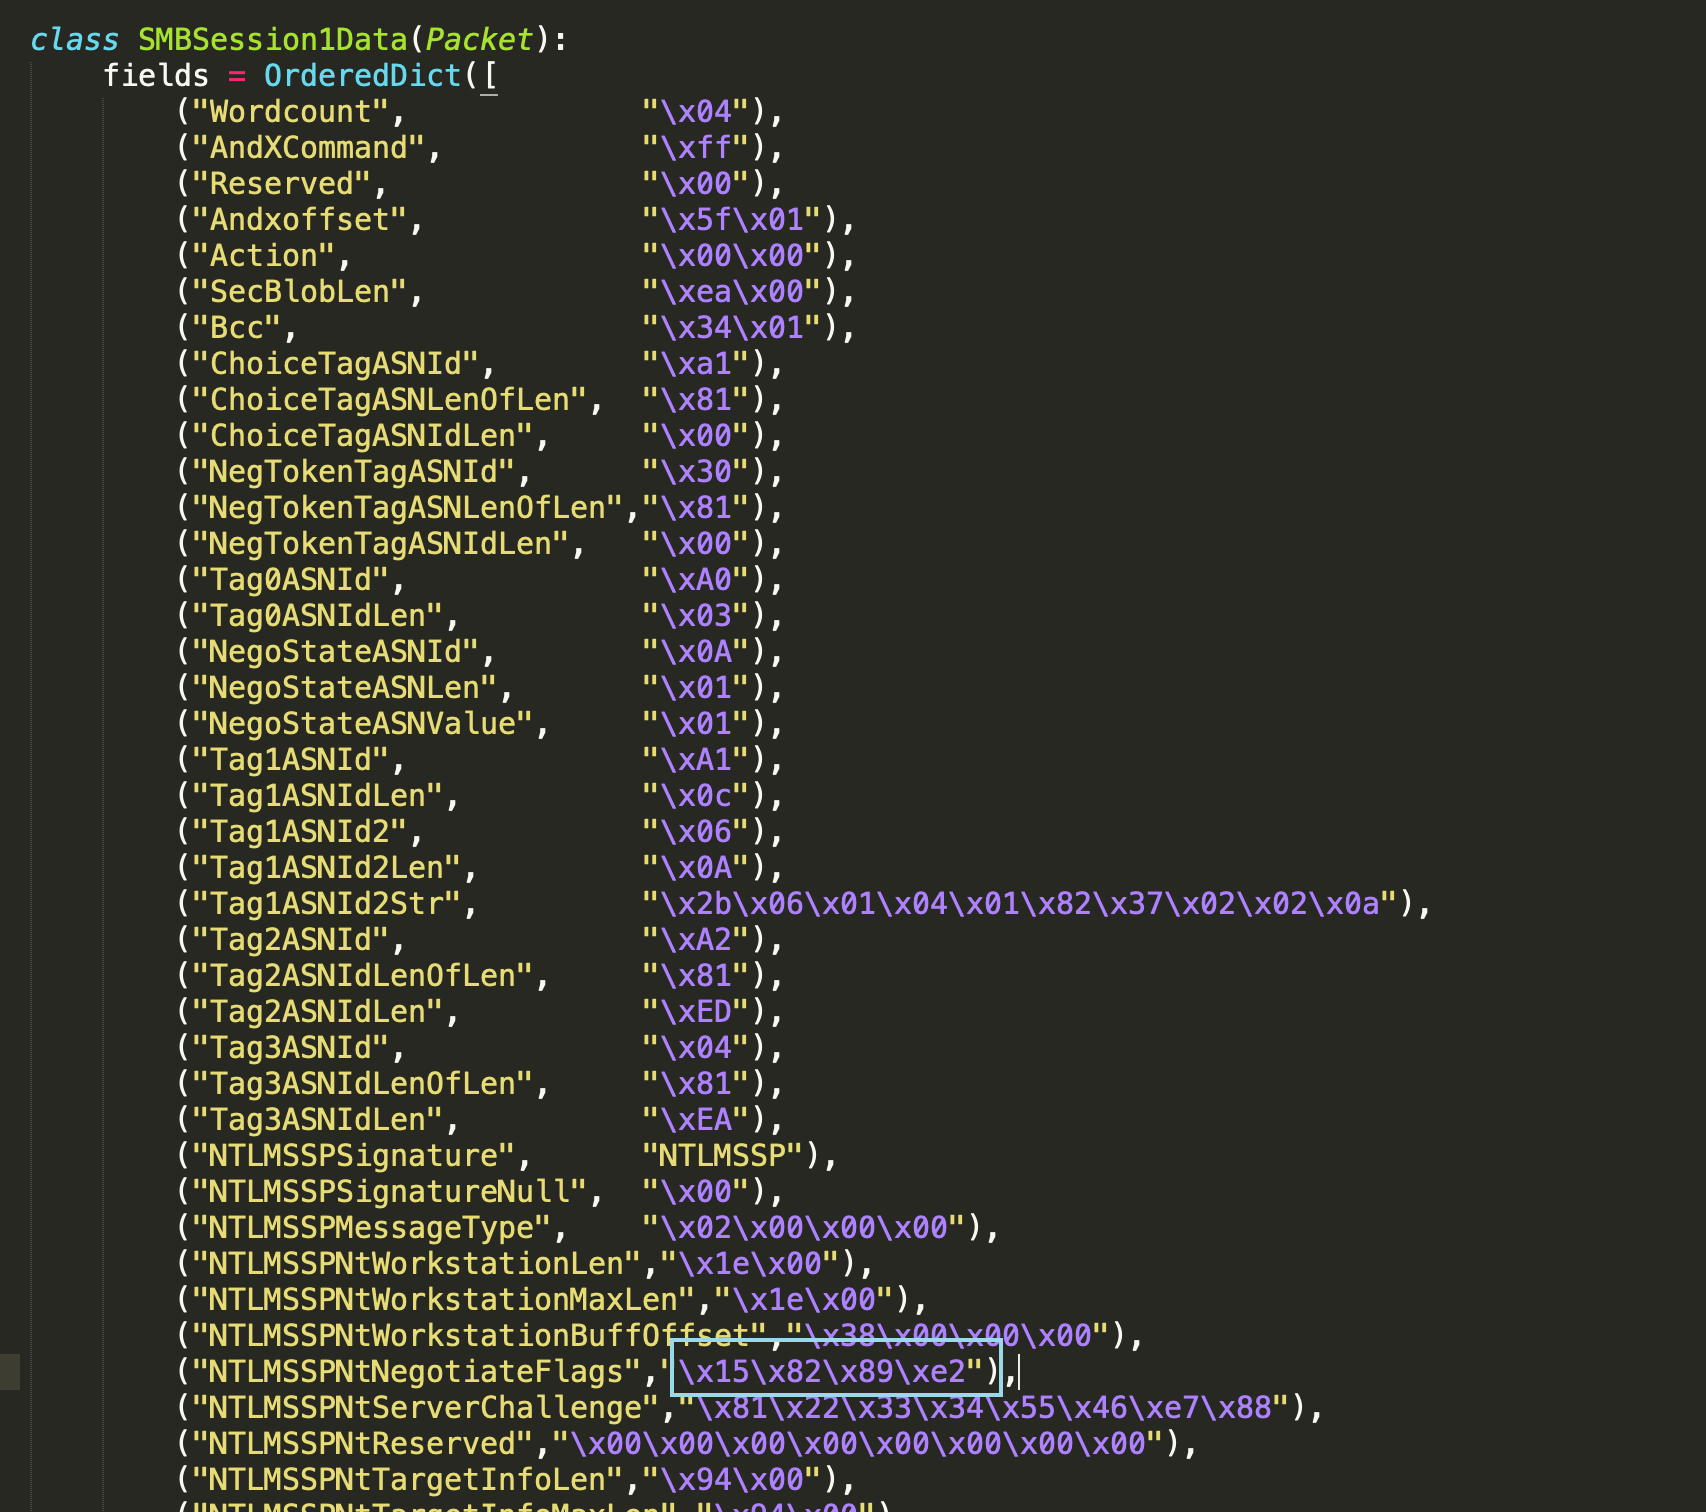 class SMBSession1Data(Packet):
    fields = OrderedDict([
        ("Wordcount",             "\x04"),
        ("AndXCommand",           "\xff"),
        ("Reserved",              "\x00"),
        ("Andxoffset",            "\x5f\x01"),
        ("Action",                "\x00\x00"),
        ("SecBlobLen",            "\xea\x00"),
        ("Bcc",                   "\x34\x01"),
        ("ChoiceTagASNId",        "\xa1"),
        ("ChoiceTagASNLenOfLen",  "\x81"),
        ("ChoiceTagASNIdLen",     "\x00"),
        ("NegTokenTagASNId",      "\x30"),
        ("NegTokenTagASNLenOfLen","\x81"),
        ("NegTokenTagASNIdLen",   "\x00"),
        ("Tag0ASNId",             "\xA0"),
        ("Tag0ASNIdLen",          "\x03"),
        ("NegoStateASNId",        "\x0A"),
        ("NegoStateASNLen",       "\x01"),
        ("NegoStateASNValue",     "\x01"),
        ("Tag1ASNId",             "\xA1"),
        ("Tag1ASNIdLen",          "\x0c"),
        ("Tag1ASNId2",            "\x06"),
        ("Tag1ASNId2Len",         "\x0A"),
        ("Tag1ASNId2Str",         "\x2b\x06\x01\x04\x01\x82\x37\x02\x02\x0a"),
        ("Tag2ASNId",             "\xA2"),
        ("Tag2ASNIdLenOfLen",     "\x81"),
        ("Tag2ASNIdLen",          "\xED"),
        ("Tag3ASNId",             "\x04"),
        ("Tag3ASNIdLenOfLen",     "\x81"),
        ("Tag3ASNIdLen",          "\xEA"),
        ("NTLMSSPSignature",      "NTLMSSP"),
        ("NTLMSSPSignatureNull",  "\x00"),
        ("NTLMSSPMessageType",    "\x02\x00\x00\x00"),
        ("NTLMSSPNtWorkstationLen","\x1e\x00"),
        ("NTLMSSPNtWorkstationMaxLen","\x1e\x00"),
        ("NTLMSSPNtWorkstationBuffOffset","\x38\x00\x00\x00"),
        ("NTLMSSPNtNegotiateFlags","\x15\x82\x89\xe2"),
        ("NTLMSSPNtServerChallenge","\x81\x22\x33\x34\x55\x46\xe7\x88"),
        ("NTLMSSPNtReserved","\x00\x00\x00\x00\x00\x00\x00\x00"),
        ("NTLMSSPNtTargetInfoLen","\x94\x00"),
        ("NTLMSSPNtTargetInfoMaxLen","\x94\x00"),